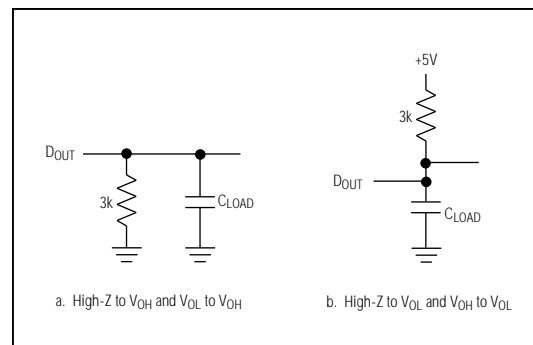 +5V
3k
DOUT
3k
CLOAD
DOUT
CLOAD
a. High-Z to VOH and VOL to VOH
b. High-Z to VOL and VOH to VOL